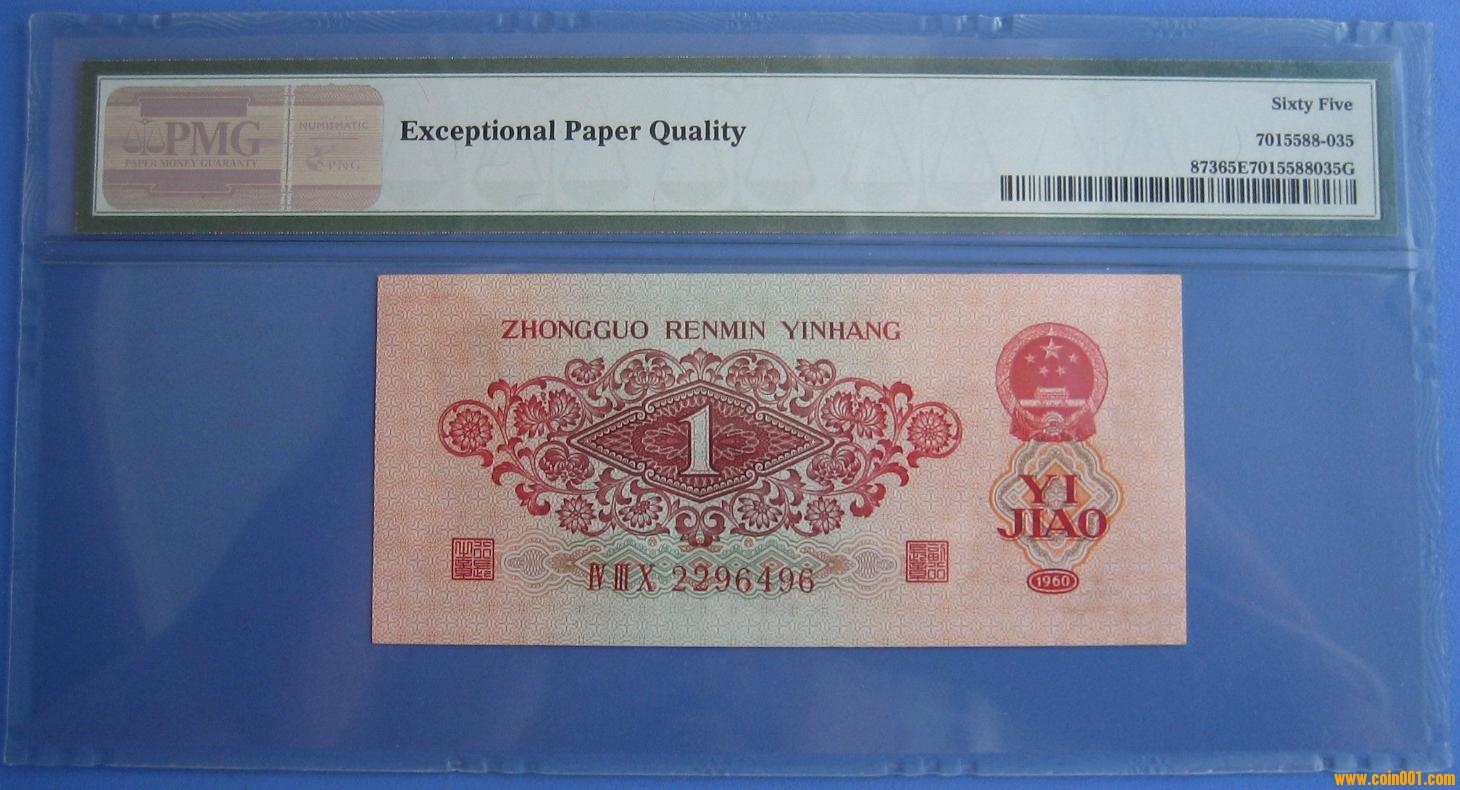 PMG
PAPER MONEY GUARANTY
NUMISMATIC
PNG
Exceptional Paper Quality
Sixty Five
7015588-035
87365E7015588035G
ZHONGGUO RENMIN YINHANG
1
YI
JIAO
IV III X 2296496
1960
www.coin001.com